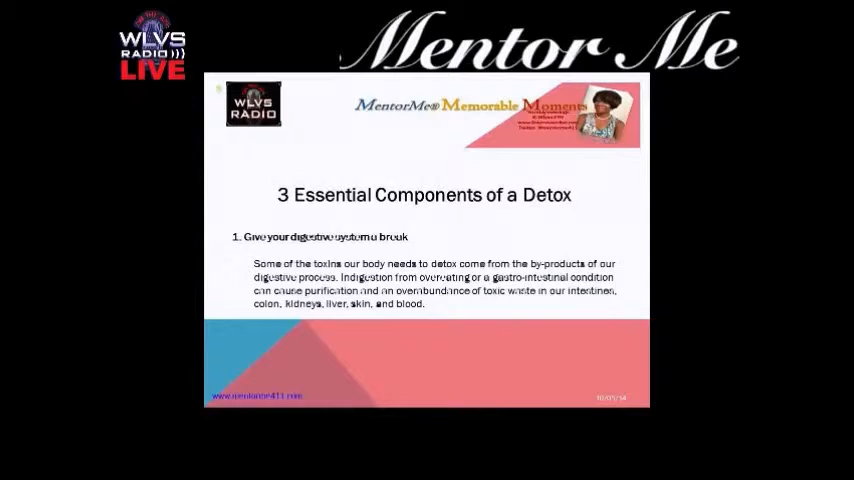 WLVS
RADIO)))
LIVE
Mentor Me
WLVS
RADIO
MentorMe® Memorable Moments
3 Essential Components of a Detox
1. Give your digestive system a break
Some of the toxins our body needs to detox come from the by-products of our
digestive process. Indigestion from overeating or a gastro-intestinal condition
can cause purification and an overabundance of toxic waste in our intestines,
colon, kidneys, liver, skin, and blood.
www.mentorme411.com